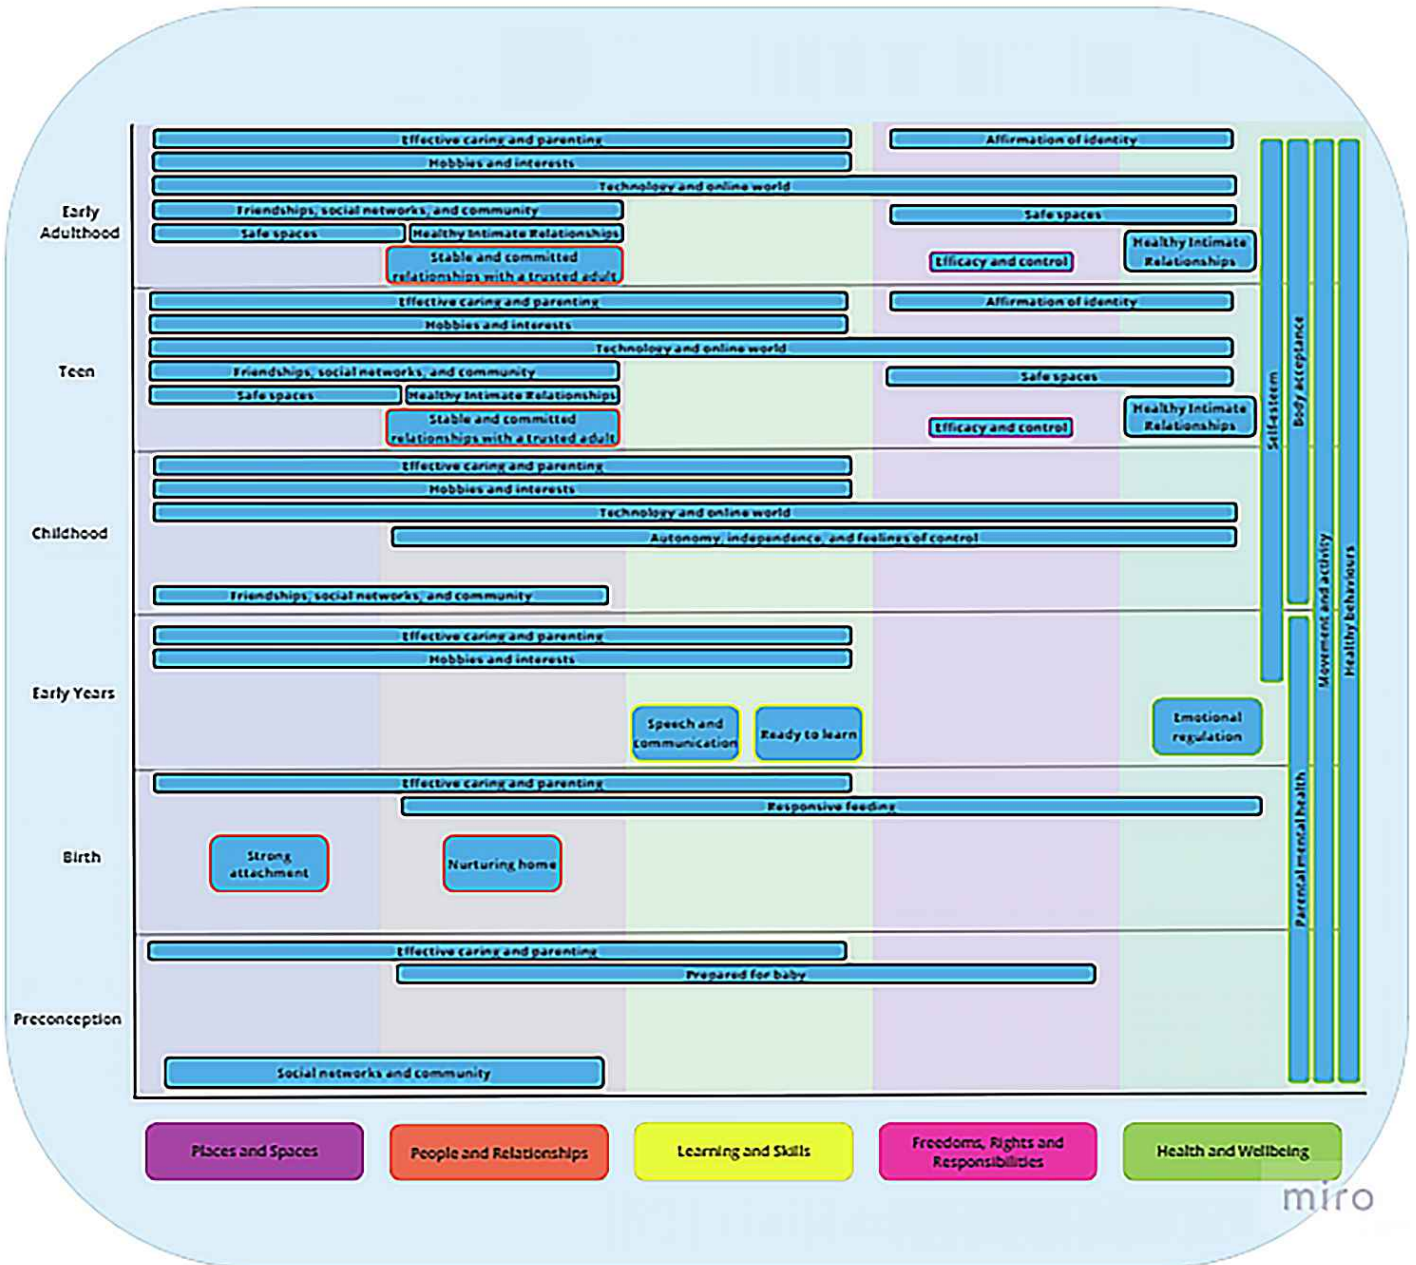 Effective caring and parenting
Affirmation of identity
Hobbies and interests
Technology and online world
Early
Adulthood
Friendships, social networks, and community
Safe spaces
Safe spaces
Healthy Intimate Relationships
Healthy Intimate
Relationships
Stable and committed
relationships with a trusted adult
Efficacy and control
Effective caring and parenting
Affirmation of identity
Hobbies and interests
Technology and online world
Teen
Friendships, social networks, and community
Safe spaces
Safe spaces
Healthy Intimate Relationships
Healthy Intimate
Relationships
Stable and committed
relationships with a trusted adult
Efficacy and control
Self-esteem
Body acceptance
Movement and activity
Healthy behaviours
Effective caring and parenting
Hobbies and interests
Technology and online world
Childhood
Autonomy, independence, and feelings of control
Friendships, social networks, and community
Effective caring and parenting
Hobbies and interests
Early Years
Speech and
communication
Ready to learn
Emotional
regulation
Parental mental health
Effective caring and parenting
Responsive feeding
Birth
Strong
attachment
Nurturing home
Effective caring and parenting
Prepared for baby
Preconception
Social networks and community
Places and Spaces
People and Relationships
Learning and Skills
Freedoms, Rights and
Responsibilities
Health and Wellbeing
miro